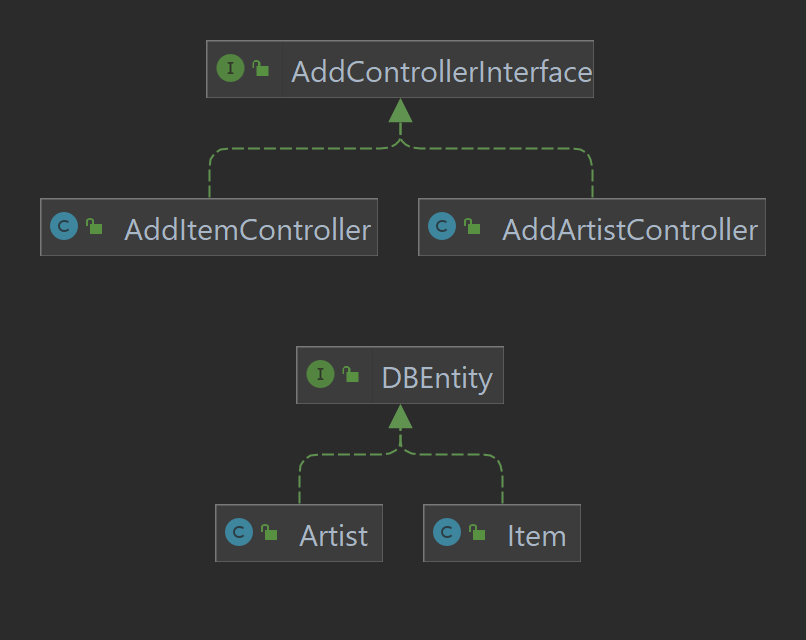 I AddControllerInterface
C AddItemController
C AddArtistController
I DBEntity
C Artist
C Item